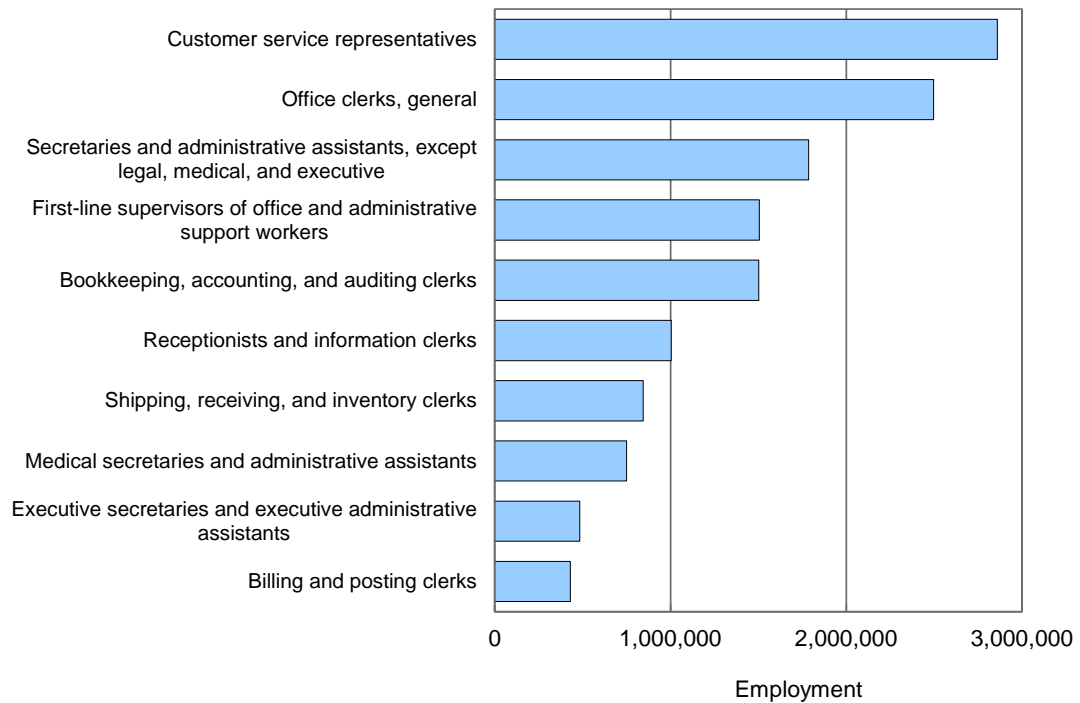 Customer service representatives
Office clerks, general
Secretaries and administrative assistants, except
legal, medical, and executive
First-line supervisors of office and administrative
support workers
Bookkeeping, accounting, and auditing clerks
Receptionists and information clerks
Shipping, receiving, and inventory clerks
Medical secretaries and administrative assistants
Executive secretaries and executive administrative
assistants
Billing and posting clerks
0 1,000,000 2,000,000 3,000,000
Employment